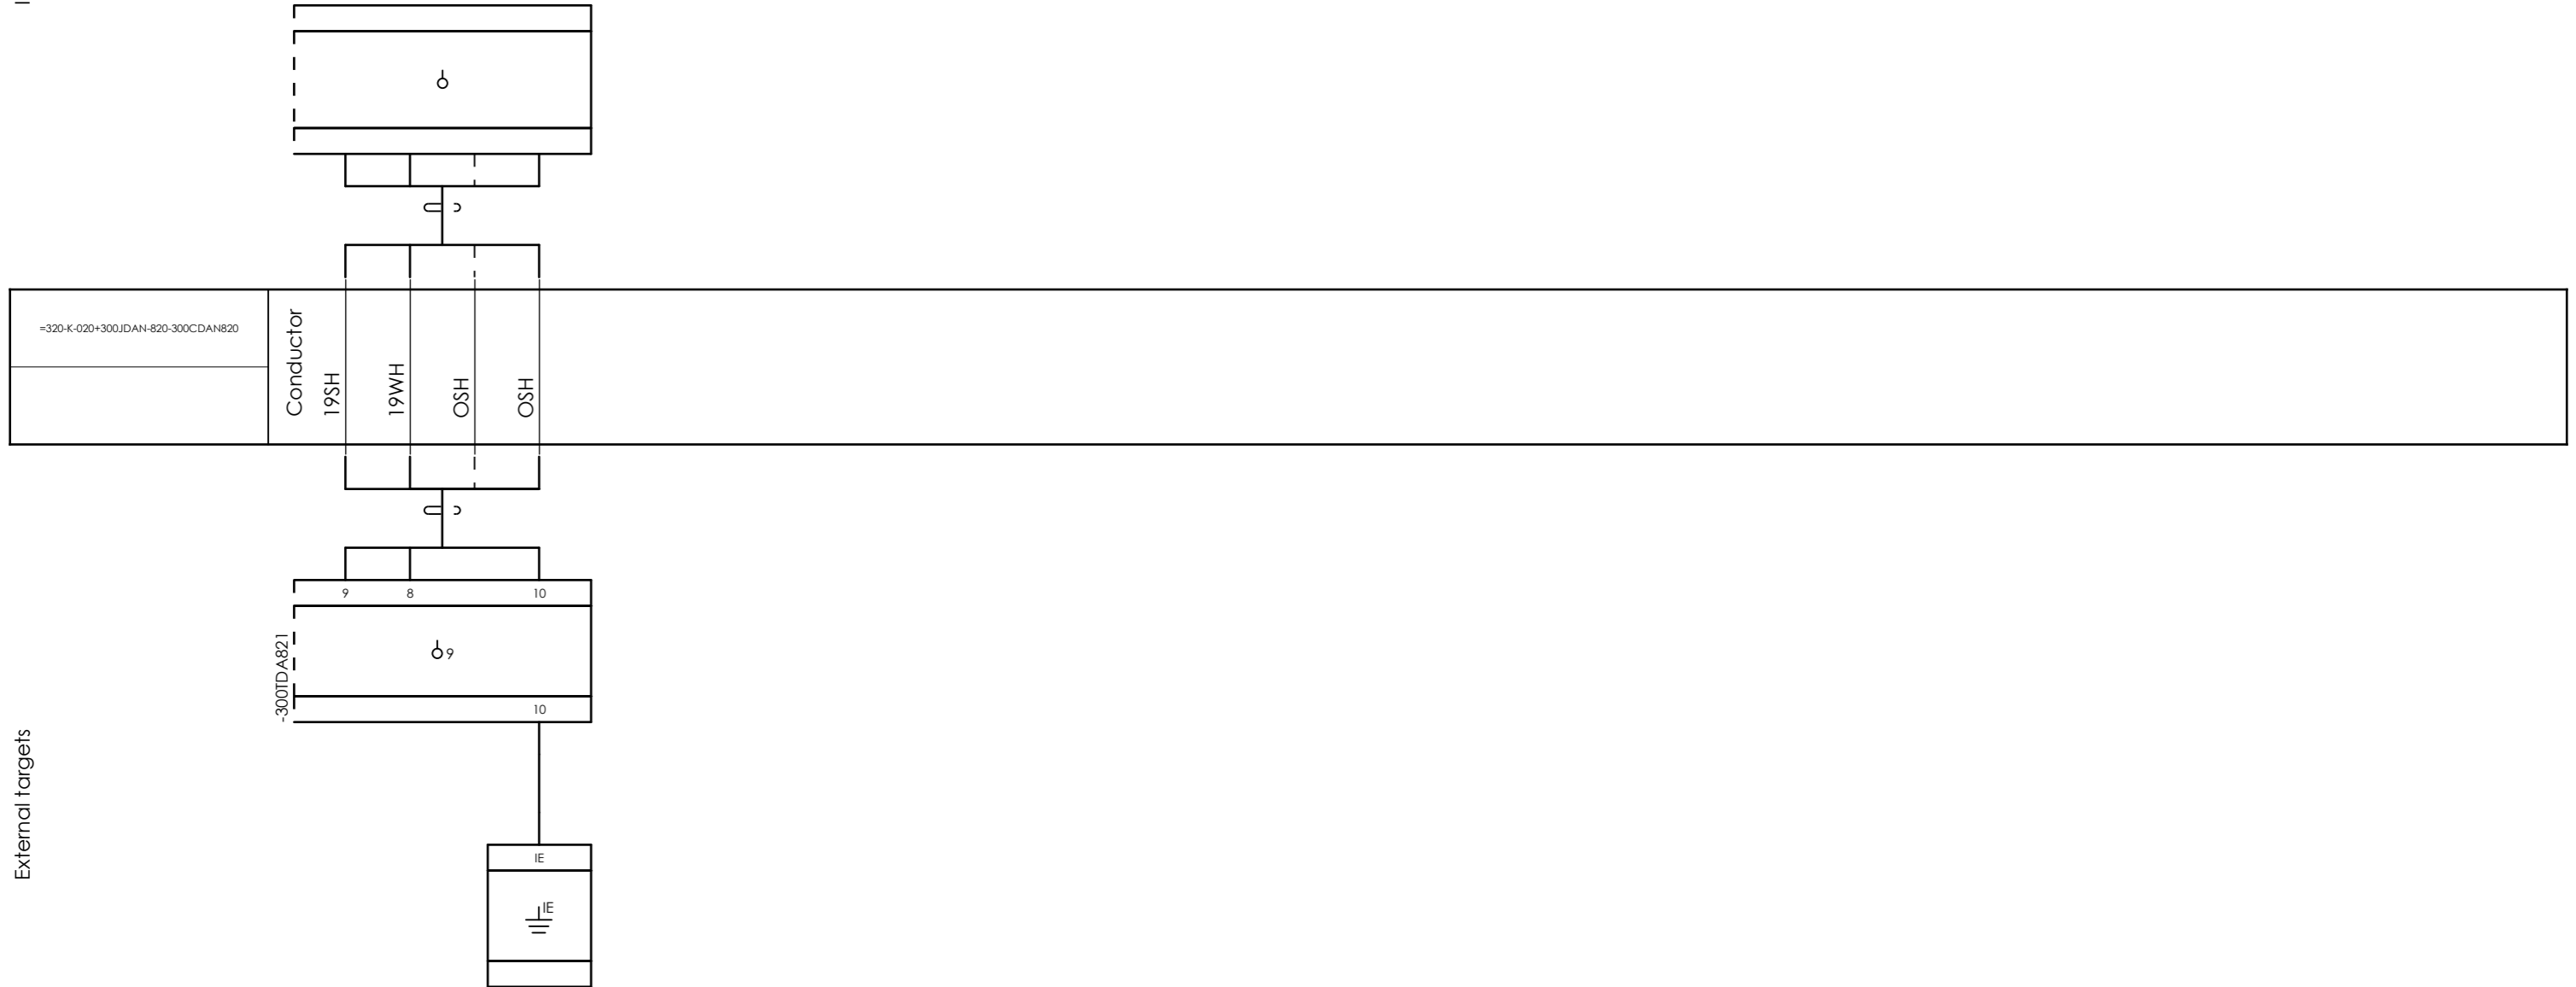 =320-K-020+300JDAN-820-300CDAN820
Conductor
19SH
19WH
OSH
OSH
9
8
10
-300TDA821
9
10
External targets
IE
IE